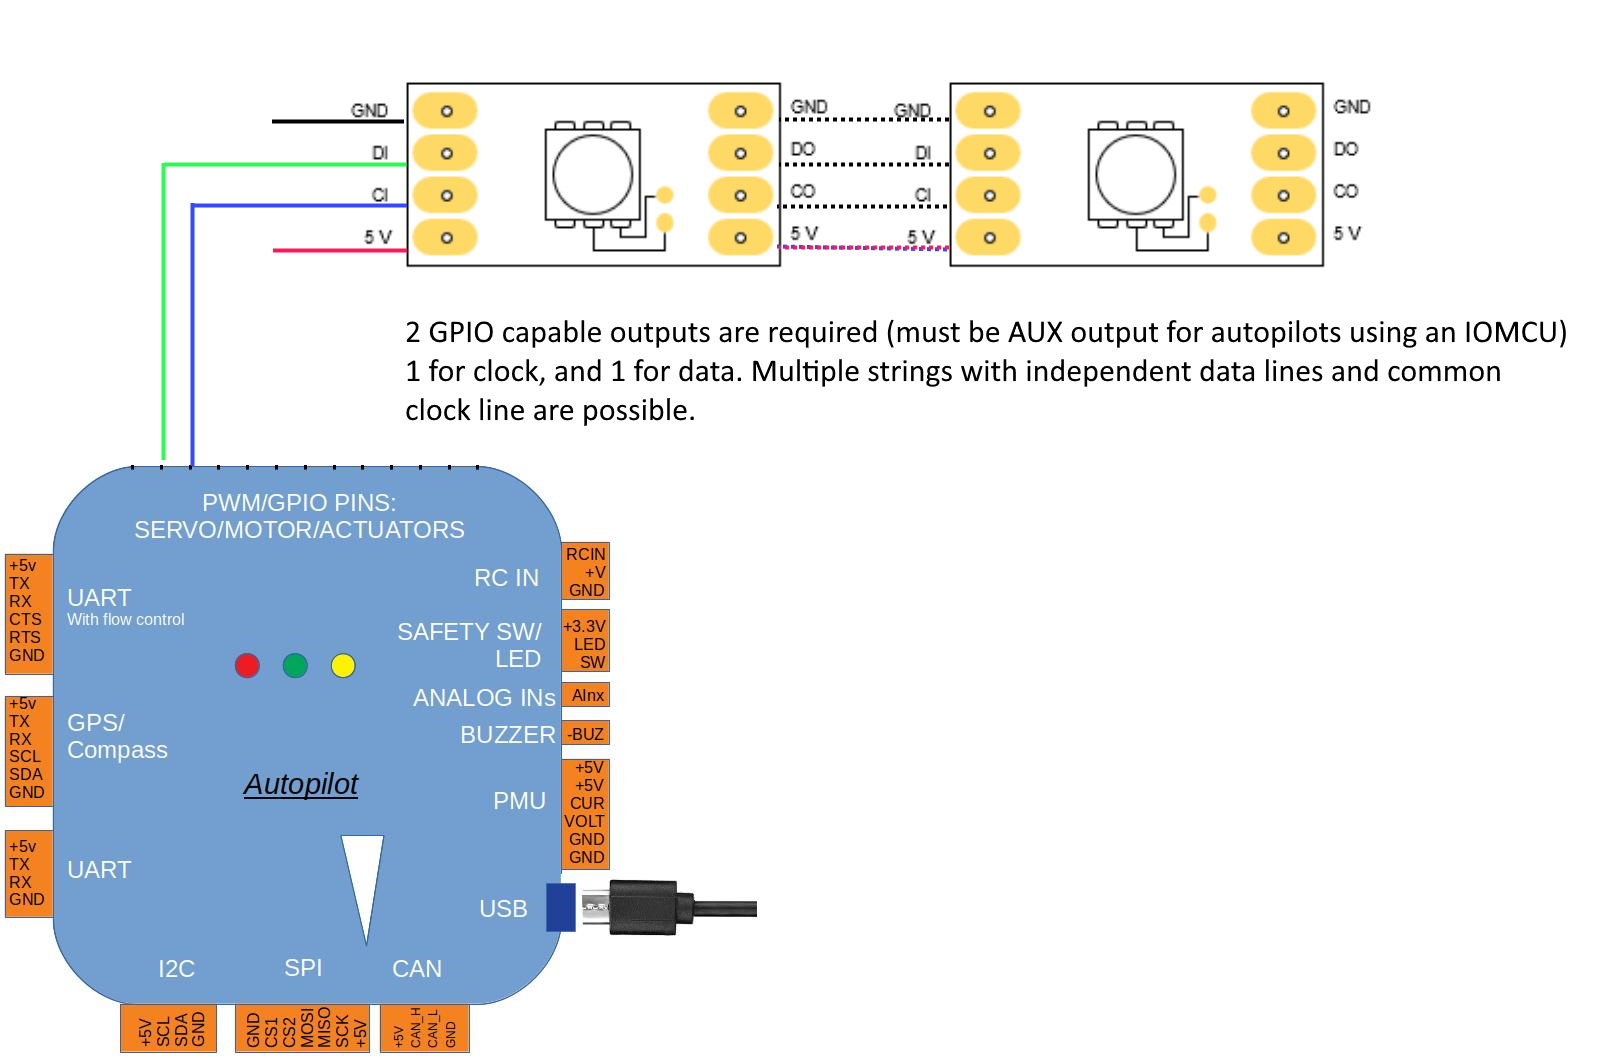 GND
DI
CI
5 V
GND
DO
CO
5 V
GND
DI
CI
5 V
GND
DO
CO
5 V
2 GPIO capable outputs are required (must be AUX output for autopilots using an IOMCU)
1 for clock, and 1 for data. Multiple strings with independent data lines and common
clock line are possible.
PWM/GPIO PINS:
SERVO/MOTOR/ACTUATORS
+5v
TX
RX
CTS
RTS
GND
UART
With flow control
+5v
TX
RX
SCL
SDA
GND
GPS/
Compass
+5v
TX
RX
GND
UART
Autopilot
RC IN
RCIN
+V
GND
SAFETY SW/
LED
+3.3V
LED
SW
ANALOG INs
AInx
BUZZER
-BUZ
PMU
+5V
+5V
CUR
VOLT
GND
GND
USB
I2C
SPI
CAN
+5V
SCL
SDA
GND
GND
CS1
CS2
MOSI
MISO
SCK
+5V
+5V
CAN_H
CAN_L
GND